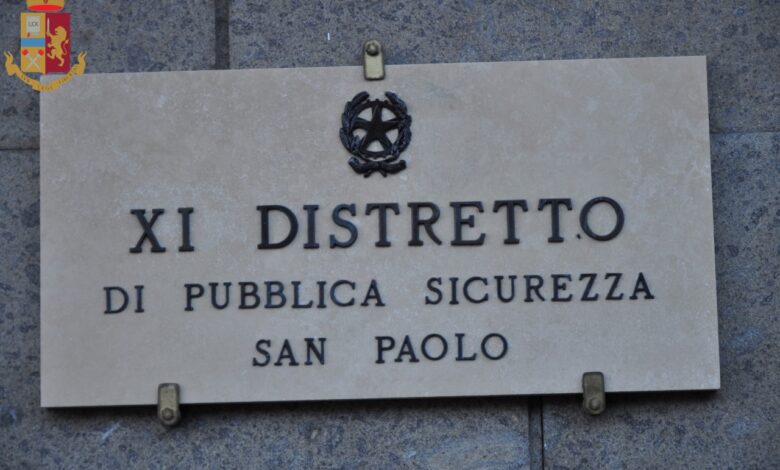 XI DISTRETTO
DI PUBBLICA SICUREZZA
SAN PAOLO